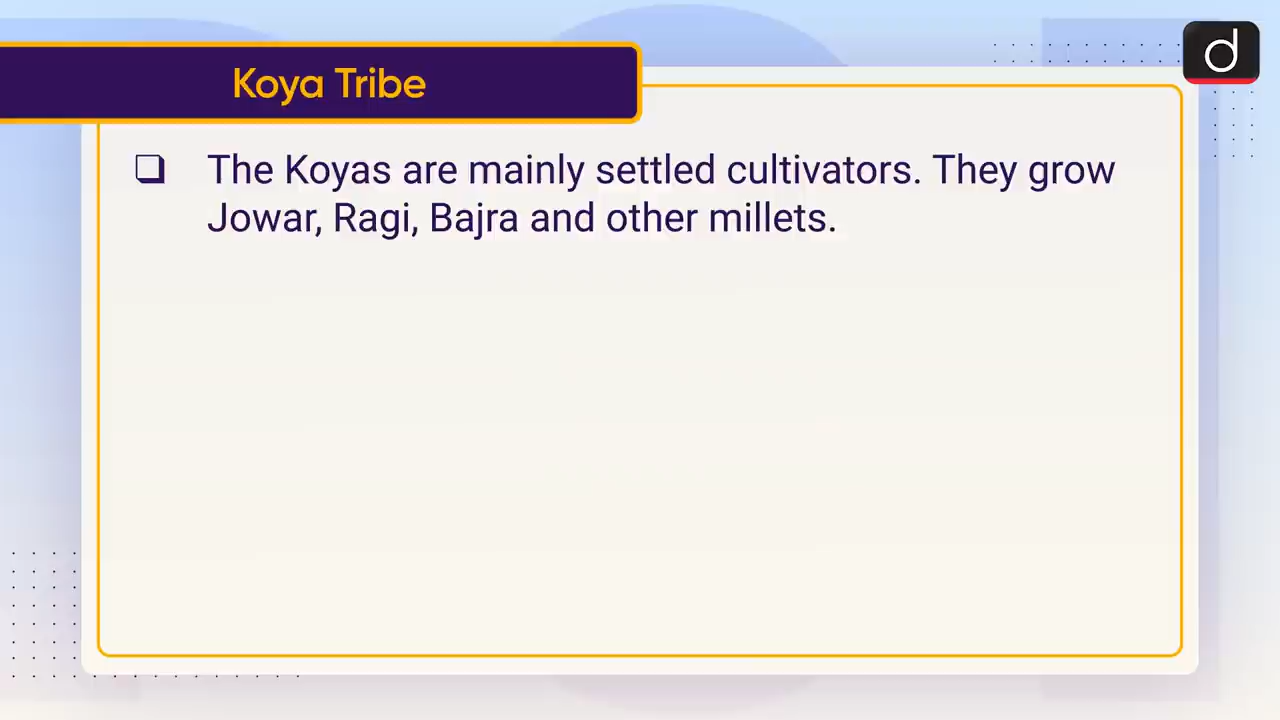 Koya Tribe
d
❑ The Koyas are mainly settled cultivators. They grow
Jowar, Ragi, Bajra and other millets.